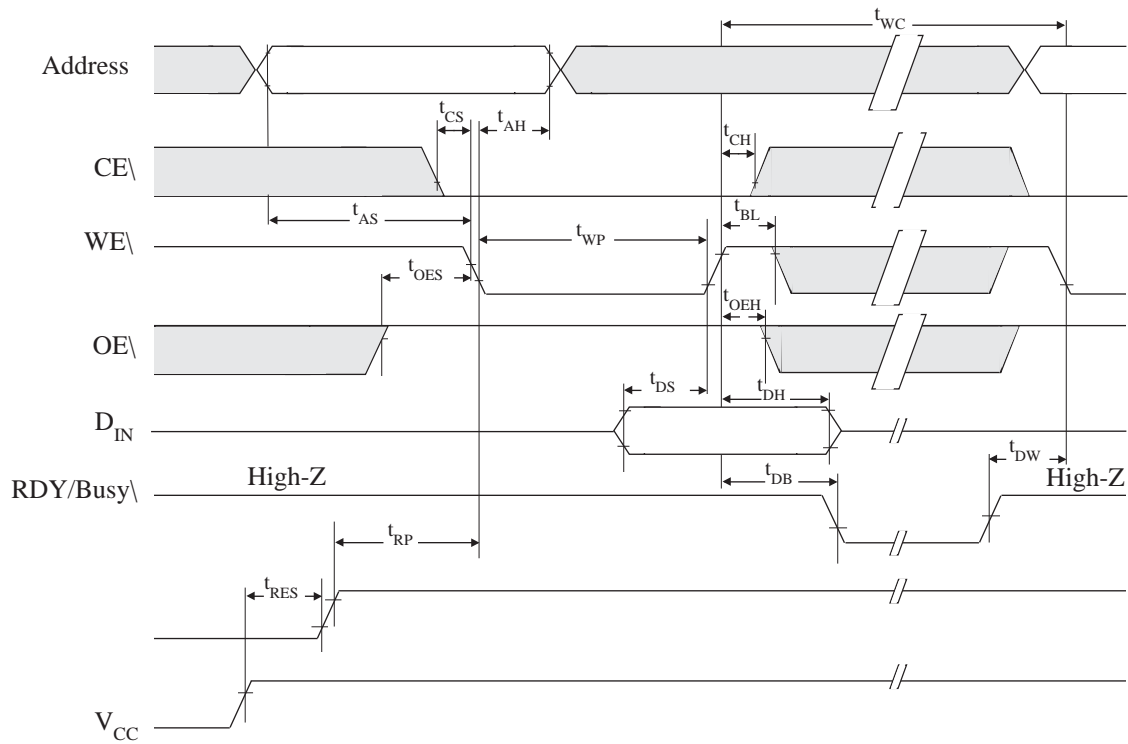 tWC
Address
tCS
tAH
tCH
CE\
tAS
tBL
WE\
tWP
tOES
tOEH
OE\
tDS
tDH
DIN
High-Z
tDW
RDY/Busy\
tDB
High-Z
tRP
tRES
VCC